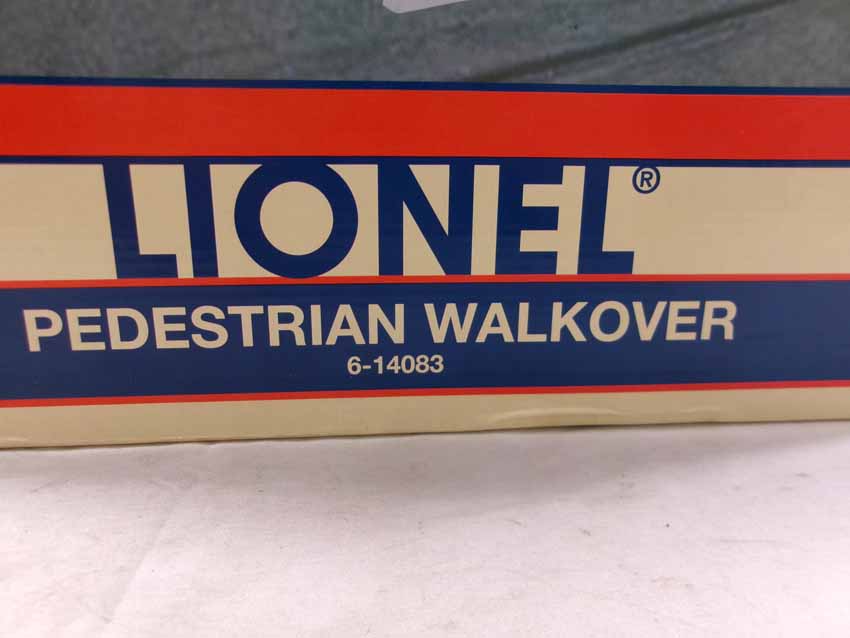 LIONEL®
PEDESTRIAN WALKOVER
6-14083